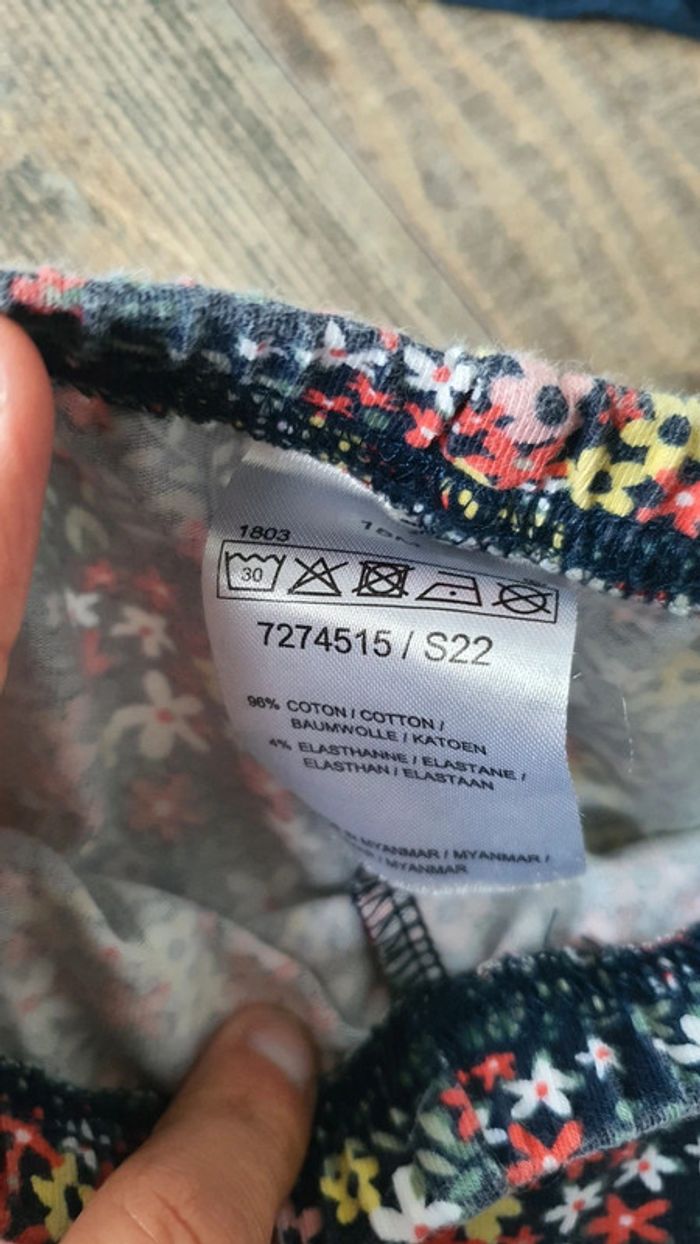 1803
30
7274515 / S22
96% COTON / COTTON /
BAUMWOLLE / KATOEN
4% ELASTHANNE / ELASTANE /
ELASTHAN / ELASTAAN
MYANMAR / MYANMAR /
/ MYANMAR